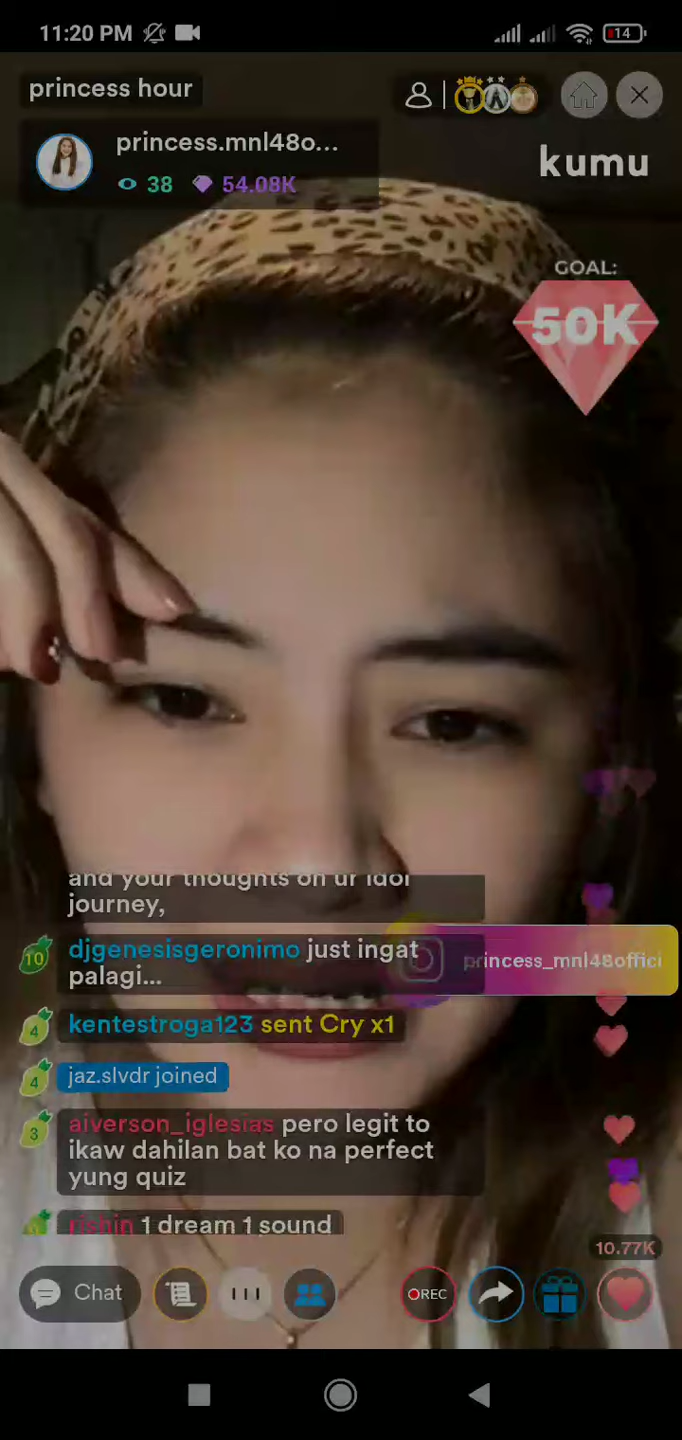 11:20 PM
14
princess hour
princess.mnl48o...
38 54.08K
kumu
GOAL:
50K
and your thoughts on ur idol
journey,
10 djgenesisgeronimo just ingat
palagi...
princess_mnl48offici
4 kentestroga123 sent Cry x1
4 jaz.slvdr joined
3 aiverson_iglesias pero legit to
ikaw dahilan bat ko na perfect
yung quiz
rishin 1 dream 1 sound
10.77K
Chat
REC